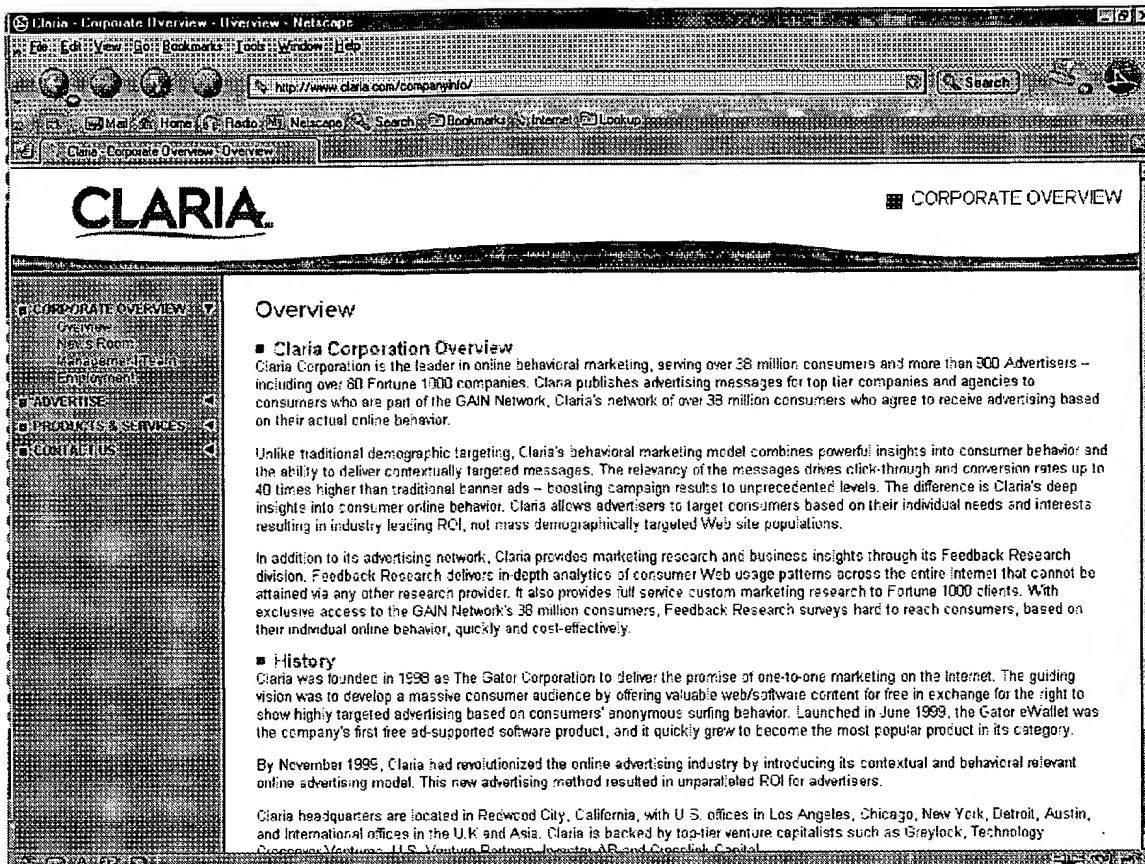 Claria - Corporate Overview - Overview - Netscape
File Edit View Go Bookmarks Tools Window Help
http://www.claria.com/companyinfo/ Search
Mail Home Radio Netscape Search Bookmarks Internet Lookup
Claria - Corporate Overview - Overview
CLARIA
CORPORATE OVERVIEW
CORPORATE OVERVIEW
Overview
News Room
Management Team
Employment
ADVERTISE
PRODUCTS & SERVICES
CONTACT US
Overview
Claria Corporation Overview
Claria Corporation is the leader in online behavioral marketing, serving over 38 million consumers and more than 900 Advertisers –
including over 80 Fortune 1000 companies. Claria publishes advertising messages for top tier companies and agencies to
consumers who are part of the GAIN Network, Claria's network of over 38 million consumers who agree to receive advertising based
on their actual online behavior.
Unlike traditional demographic targeting, Claria's behavioral marketing model combines powerful insights into consumer behavior and
the ability to deliver contextually targeted messages. The relevancy of the messages drives click-through and conversion rates up to
40 times higher than traditional banner ads – boosting campaign results to unprecedented levels. The difference is Claria's deep
insights into consumer online behavior. Claria allows advertisers to target consumers based on their individual needs and interests
resulting in industry leading ROI, not mass demographically targeted Web site populations.
In addition to its advertising network, Claria provides marketing research and business insights through its Feedback Research
division. Feedback Research delivers in-depth analytics of consumer Web usage patterns across the entire Internet that cannot be
attained via any other research provider. It also provides full service custom marketing research to Fortune 1000 clients. With
exclusive access to the GAIN Network's 38 million consumers, Feedback Research surveys hard to reach consumers, based on
their individual online behavior, quickly and cost-effectively.
History
Claria was founded in 1998 as The Gator Corporation to deliver the promise of one-to-one marketing on the Internet. The guiding
vision was to develop a massive consumer audience by offering valuable web/software content for free in exchange for the right to
show highly targeted advertising based on consumers' anonymous surfing behavior. Launched in June 1999, the Gator eWallet was
the company's first free ad-supported software product, and it quickly grew to become the most popular product in its category.
By November 1999, Claria had revolutionized the online advertising industry by introducing its contextual and behavioral relevant
online advertising model. This new advertising method resulted in unparalleled ROI for advertisers.
Claria headquarters are located in Redwood City, California, with U.S. offices in Los Angeles, Chicago, New York, Detroit, Austin,
and International offices in the U.K and Asia. Claria is backed by top-tier venture capitalists such as Greylock, Technology
Crossover Ventures, U.S. Venture Partners, Investor AB and Crosslink Capital.